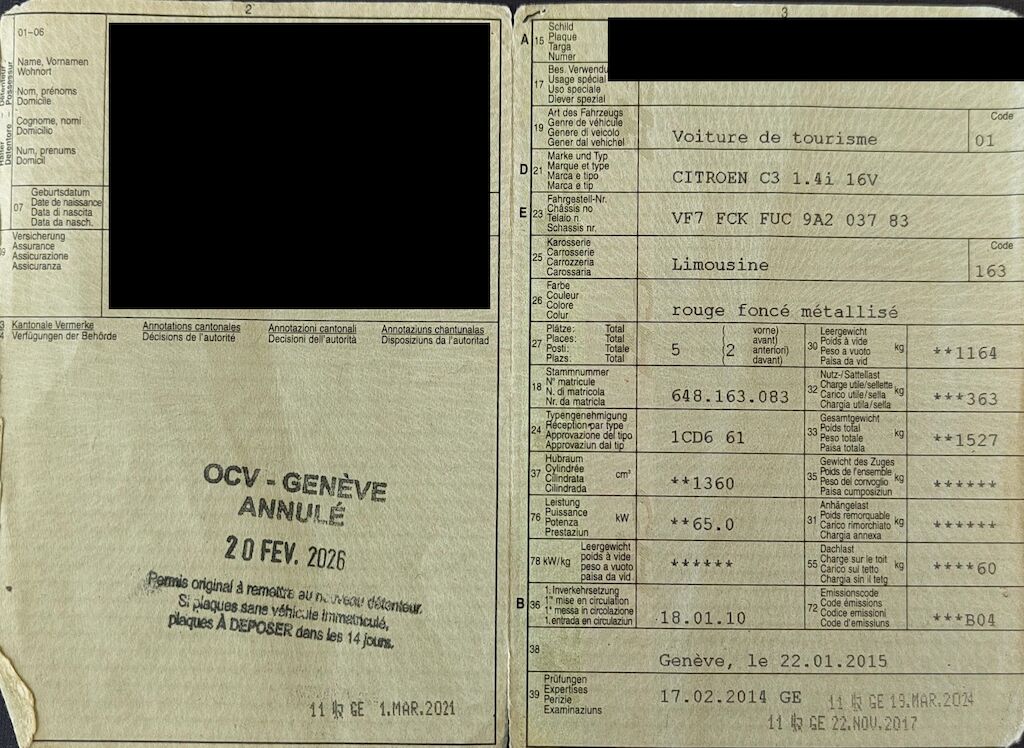 2
01-06
Halter - Détenteur
Detentore - Possessur
Name, Vornamen
Wohnort
Nom, prénoms
Domicile
Cognome, nomi
Domicilio
Num, prenums
Domicil
07
Geburtsdatum
Date de naissance
Data di nascita
Data da nasch.
09
Versicherung
Assurance
Assicurazione
Assicuranza
Kantonale Vermerke Annotations cantonales Annotazioni cantonali Annotaziuns chantunalas
Verfügungen der Behörde Décisions de l'autorité Decisioni dell'autorità Disposiziuns da l'autoritad
OCV - GENÈVE
ANNULÉ
20 FEV. 2026
Permis original à remettre au nouveau détenteur.
Si plaques sans véhicule immatriculé,
plaques À DEPOSER dans les 14 jours.
11 GE 1.MAR.2021
3
A 15
Schild
Plaque
Targa
Numer
17
Bes. Verwendu
Usage spécial
Uso speciale
Diever spezial
19
Art des Fahrzeugs
Genre de véhicule
Genere di veicolo
Gener dal vehichel
Voiture de tourisme
Code
01
D 21
Marke und Typ
Marque et type
Marca e tipo
Marca e tip
CITROEN C3 1.4i 16V
E 23
Fahrgestell-Nr.
Châssis no
Telaio n.
Schassis nr.
VF7 FCK FUC 9A2 037 83
25
Karosserie
Carrosserie
Carrozzeria
Carossaria
Limousine
Code
163
26
Farbe
Couleur
Colore
Colur
rouge foncé métallisé
27
Plätze: Total
Places: Total
Posti: Totale
Plazs: Total
5
2
vorne)
avant)
anteriori)
davant)
30
Leergewicht
Poids à vide
Peso a vuoto
Paisa da vid
kg
**1164
18
Stammnummer
N° matricule
N. di matricola
Nr. da matricla
648.163.083
32
Nutz-/Sattellast
Charge utile/sellette
Carico utile/sella
Chargia utila/sella
kg
***363
24
Typengenehmigung
Réception par type
Approvazione del tipo
Approvaziun dal tip
1CD6 61
33
Gesamtgewicht
Poids total
Peso totale
Paisa totala
kg
**1527
37
Hubraum
Cylindrée
Cilindrata
Cilindrada
cm³
**1360
35
Gewicht des Zuges
Poids de l'ensemble
Peso del convoglio
Paisa cumposiziun
kg
******
76
Leistung
Puissance
Potenza
Prestaziun
kW
**65.0
31
Anhängelast
Poids remorquable
Carico rimorchiato
Chargia annexa
kg
******
78 kW/kg
Leergewicht
poids à vide
peso a vuoto
paisa da vid
******
55
Dachlast
Charge sur le toit
Carico sul tetto
Chargia sin il tetg
kg
****60
B 36
1. Inverkehrsetzung
1re mise en circulation
1a messa in circolazione
1. entrada en circulaziun
18.01.10
72
Emissionscode
Code émissions
Codice emissioni
Code d'emissiuns
***B04
38
Genève, le 22.01.2015
39
Prüfungen
Expertises
Perizie
Examinaziuns
17.02.2014 GE
11 GE 19.MAR.2024
11 GE 22.NOV.2017